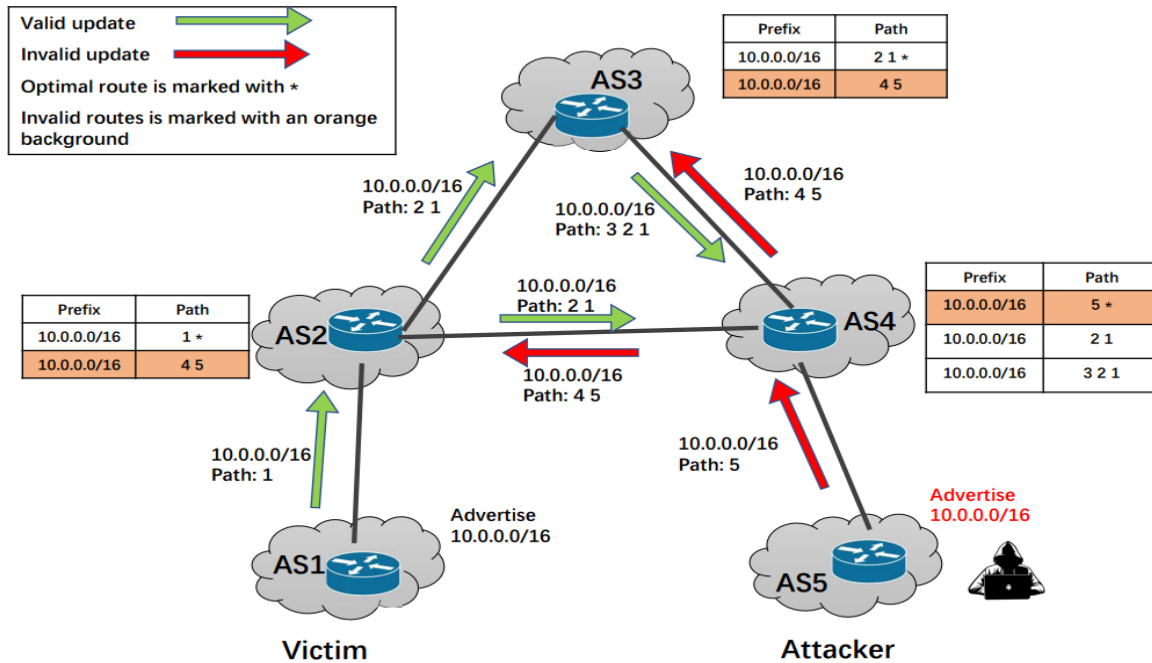 Valid update
Invalid update
Optimal route is marked with *
Invalid routes is marked with an orange
background
Prefix Path
10.0.0.0/16 2 1 *
10.0.0.0/16 4 5
AS3
10.0.0.0/16
Path: 2 1
10.0.0.0/16
Path: 3 2 1
10.0.0.0/16
Path: 4 5
Prefix Path
10.0.0.0/16 1 *
10.0.0.0/16 4 5
AS2
10.0.0.0/16
Path: 2 1
10.0.0.0/16
Path: 4 5
AS4
Prefix Path
10.0.0.0/16 5 *
10.0.0.0/16 2 1
10.0.0.0/16 3 2 1
10.0.0.0/16
Path: 1
10.0.0.0/16
Path: 5
AS1
Advertise
10.0.0.0/16
AS5
Advertise
10.0.0.0/16
Victim
Attacker